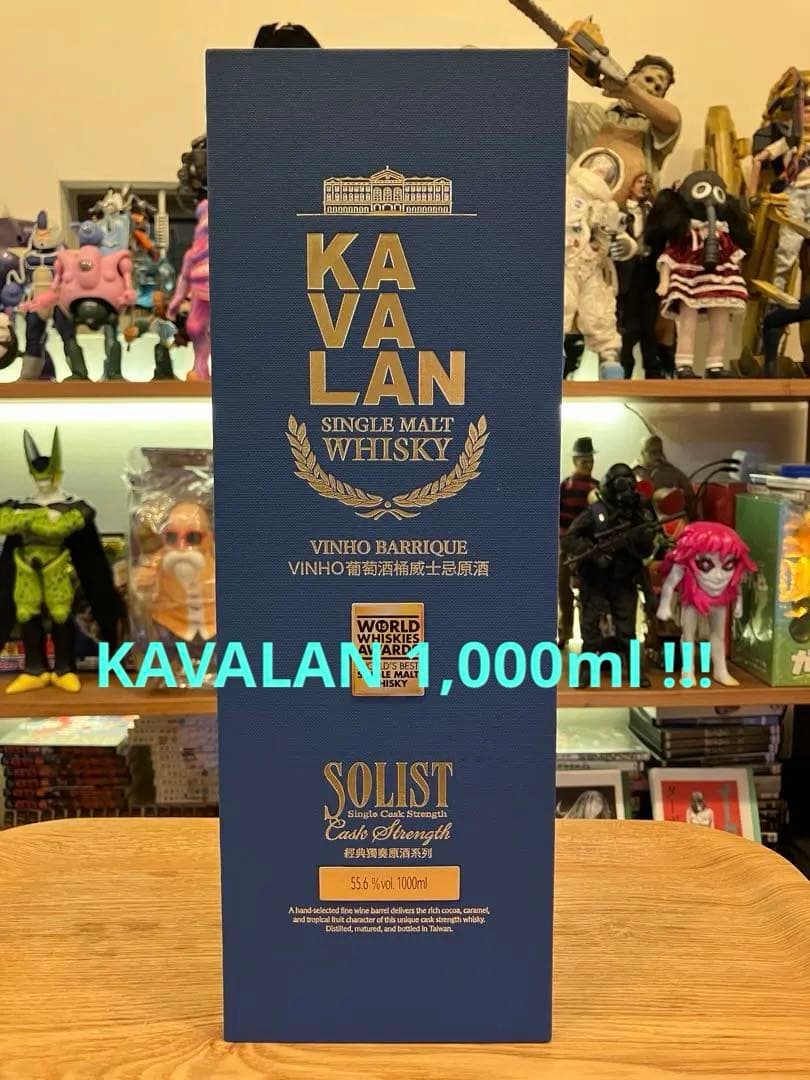 KA
VA
LAN
SINGLE MALT
WHISKY
VINHO BARRIQUE
VINHO葡萄酒桶威士忌原酒
WORLD
WHISKIES
AWARDS
KAVALAN 1,000ml !!!
WORLD'S BEST
SINGLE MALT
WHISKY
SOLIST
Single Cask Strength
Cask Strength
經典獨奏原酒系列
55.6 %vol. 1000ml
A hand-selected fine wine barrel delivers the rich cocoa, caramel,
and tropical fruit character of this unique cask strength whisky.
Distilled, matured, and bottled in Taiwan.